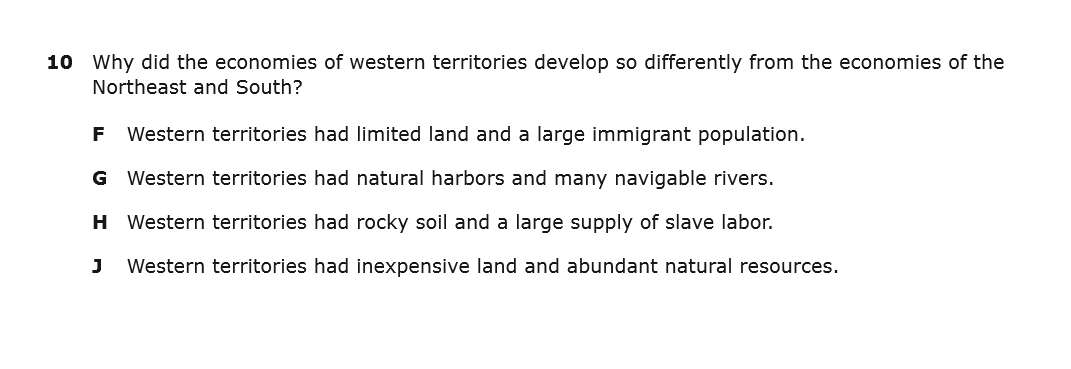 10 Why did the economies of western territories develop so differently from the economies of the
Northeast and South?
F Western territories had limited land and a large immigrant population.
G Western territories had natural harbors and many navigable rivers.
H Western territories had rocky soil and a large supply of slave labor.
J Western territories had inexpensive land and abundant natural resources.